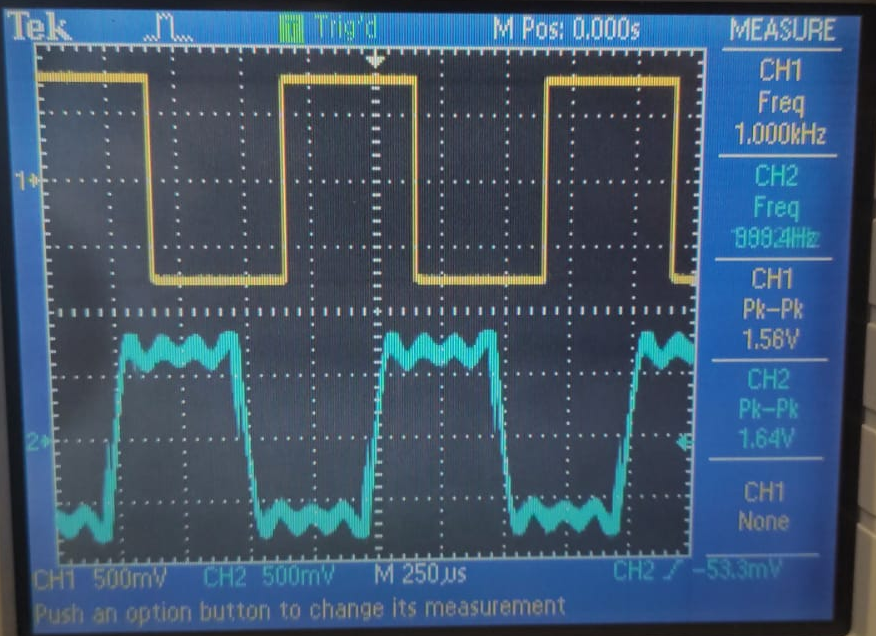 Tek T Trig'd M Pos: 0.000s MEASURE
CH1
Freq
1.000kHz
CH2
Freq
999.4Hz
CH1
Pk-Pk
1.56V
CH2
Pk-Pk
1.64V
CH1
None
1
2
CH1 500mV CH2 500mV M 250µs CH2 -53.3mV
Push an option button to change its measurement